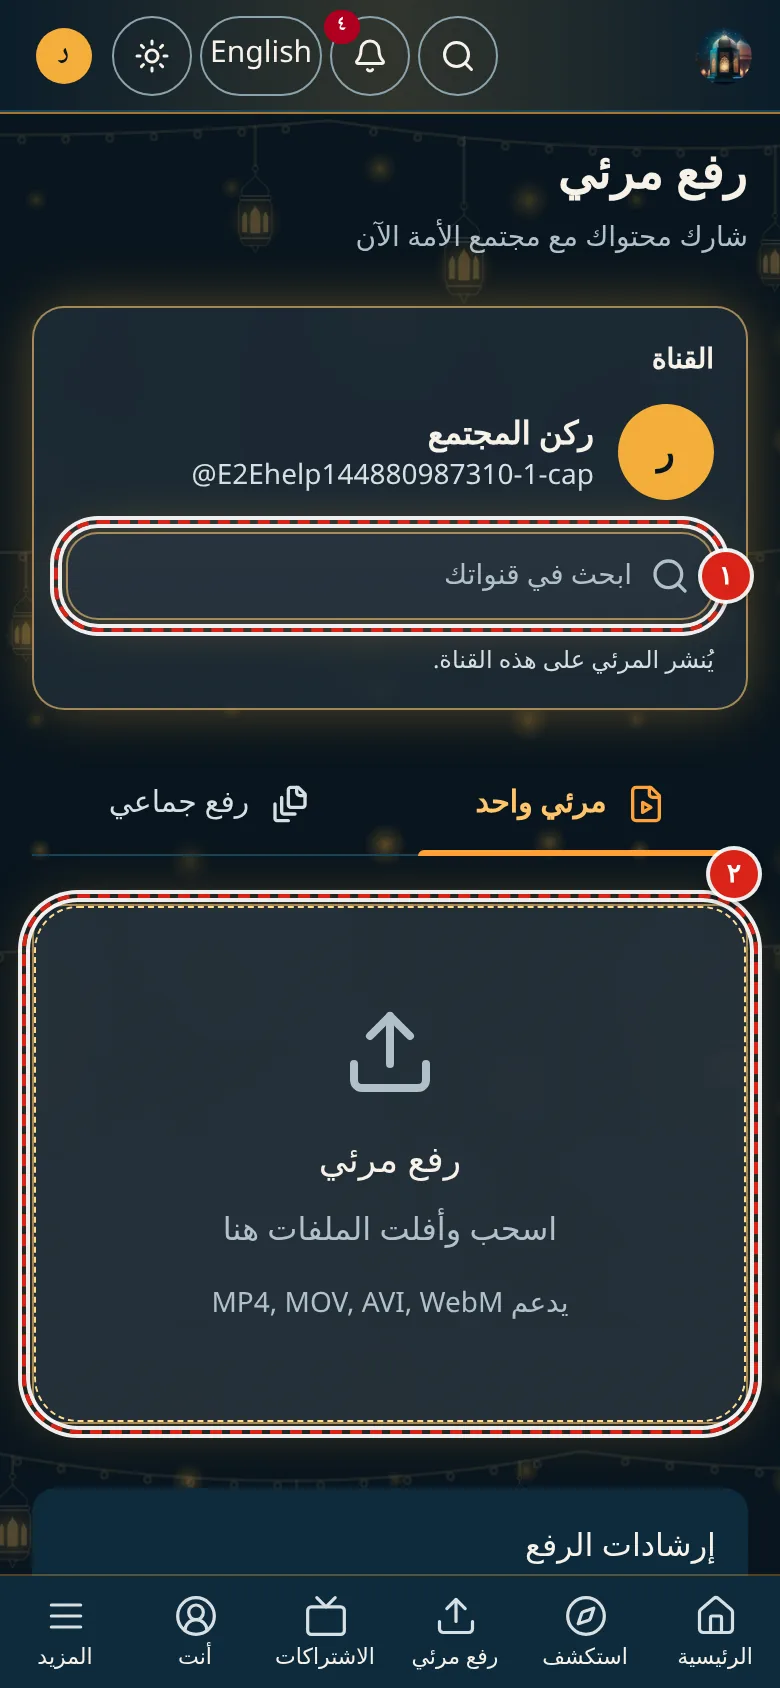 ر
English
٤
رفع مرئي
شارك محتواك مع مجتمع الأمة الآن
القناة
ر
ركن المجتمع
@E2Ehelp144880987310-1-cap
ابحث في قنواتك
١
يُنشر المرئي على هذه القناة.
مرئي واحد
رفع جماعي
٢
رفع مرئي
اسحب وأفلت الملفات هنا
يدعم MP4, MOV, AVI, WebM
إرشادات الرفع
الرئيسية
استكشف
رفع مرئي
الاشتراكات
أنت
المزيد